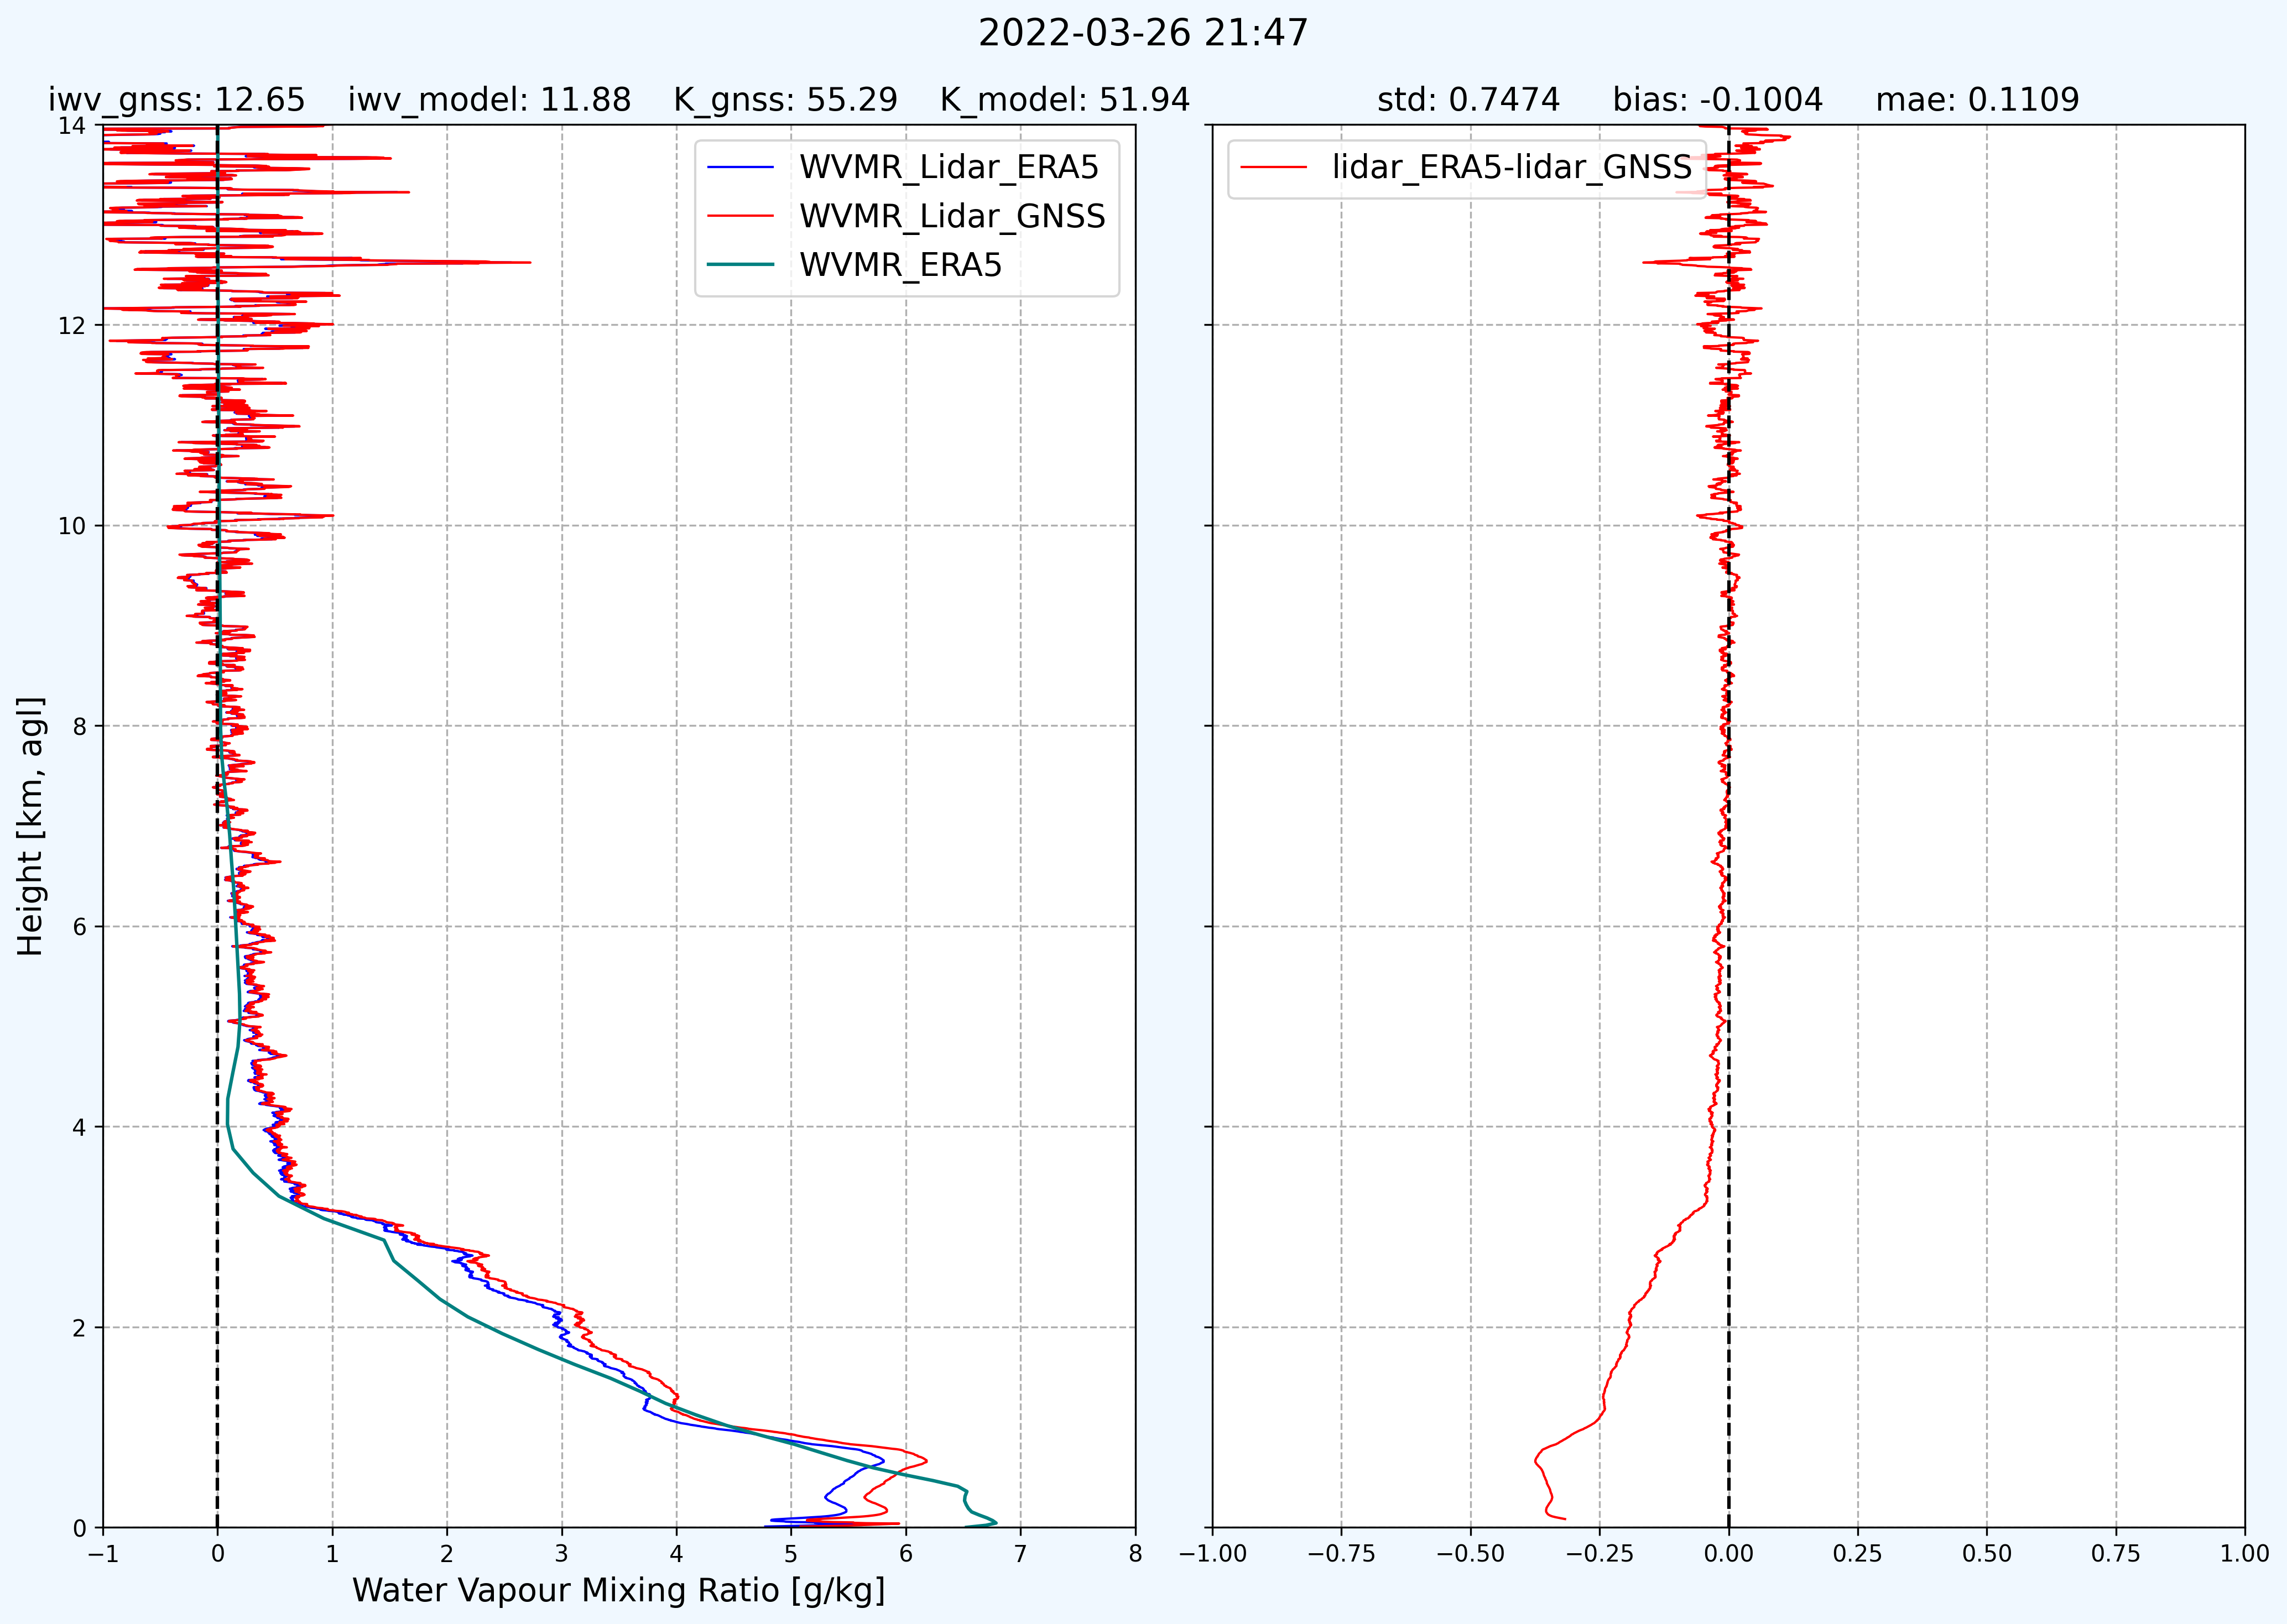 2022-03-26 21:47
iwv_gnss: 12.65 iwv_model: 11.88 K_gnss: 55.29 K_model: 51.94
std: 0.7474 bias: -0.1004 mae: 0.1109
WVMR_Lidar_ERA5
WVMR_Lidar_GNSS
WVMR_ERA5
lidar_ERA5-lidar_GNSS
14
12
10
8
6
4
2
0
Height [km, agl]
−1 0 1 2 3 4 5 6 7 8
Water Vapour Mixing Ratio [g/kg]
−1.00 −0.75 −0.50 −0.25 0.00 0.25 0.50 0.75 1.00